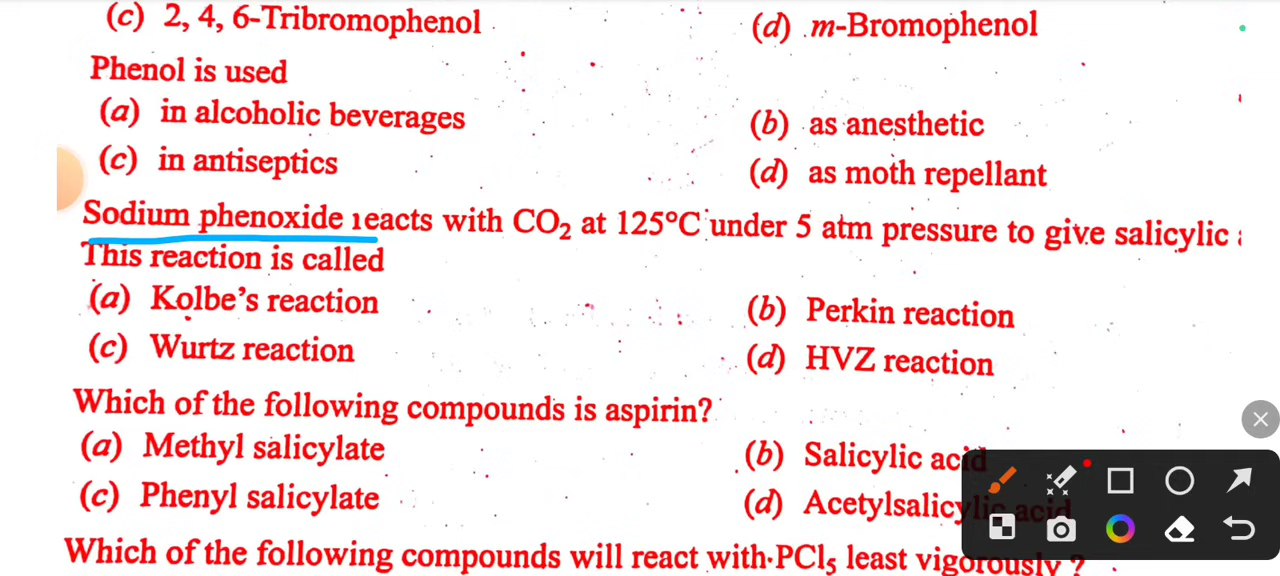 (c) 2, 4, 6-Tribromophenol (d) m-Bromophenol
Phenol is used
(a) in alcoholic beverages (b) as anesthetic
(c) in antiseptics (d) as moth repellant
Sodium phenoxide reacts with CO₂ at 125°C under 5 atm pressure to give salicylic
This reaction is called
(a) Kolbe's reaction (b) Perkin reaction
(c) Wurtz reaction (d) HVZ reaction
Which of the following compounds is aspirin?
(a) Methyl salicylate (b) Salicylic acid
(c) Phenyl salicylate (d) Acetylsalicylic acid
Which of the following compounds will react with PCl₅ least vigorously ?